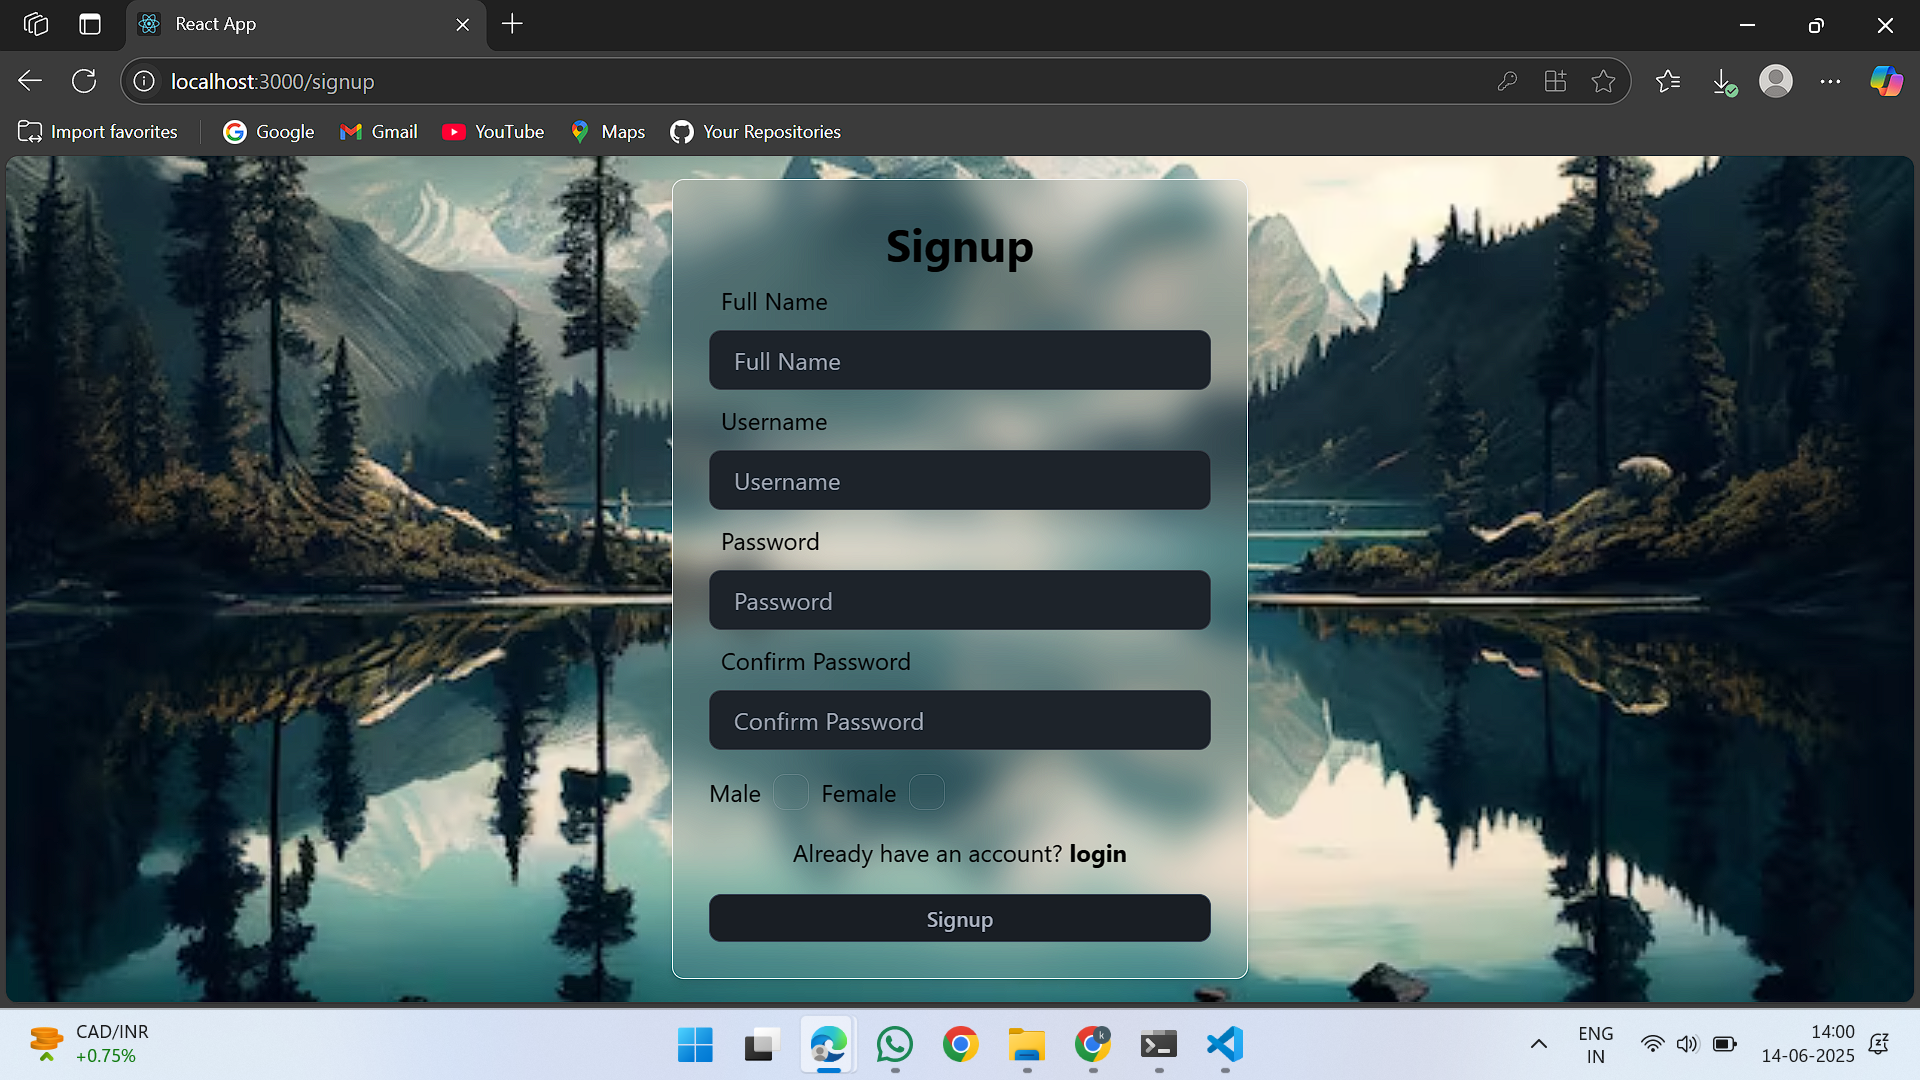 React App
localhost:3000/signup
Import favorites
Google
Gmail
YouTube
Maps
Your Repositories
Signup
Full Name
Full Name
Username
Username
Password
Password
Confirm Password
Confirm Password
Male Female
Already have an account? login
Signup
CAD/INR
+0.75%
k
ENG
IN
14:00
14-06-2025